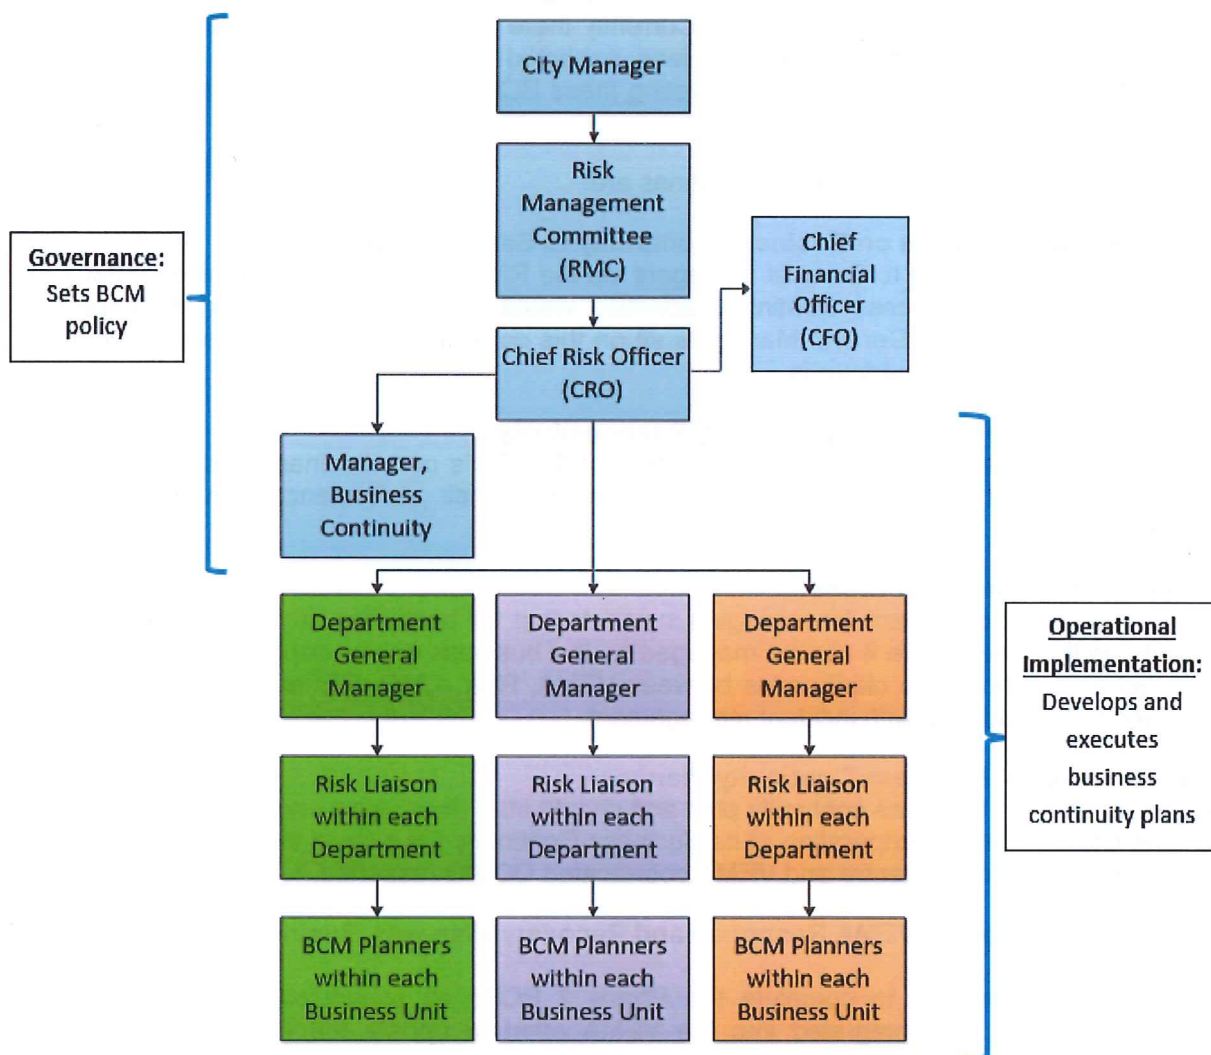 City Manager
Risk
Management
Committee
(RMC)
Chief
Financial
Officer
(CFO)
Governance:
Sets BCM
policy
Chief Risk Officer
(CRO)
Manager,
Business
Continuity
Department
General
Manager
Department
General
Manager
Department
General
Manager
Operational
Implementation:
Develops and
executes
business
continuity plans
Risk Liaison
within each
Department
Risk Liaison
within each
Department
Risk Liaison
within each
Department
BCM Planners
within each
Business Unit
BCM Planners
within each
Business Unit
BCM Planners
within each
Business Unit